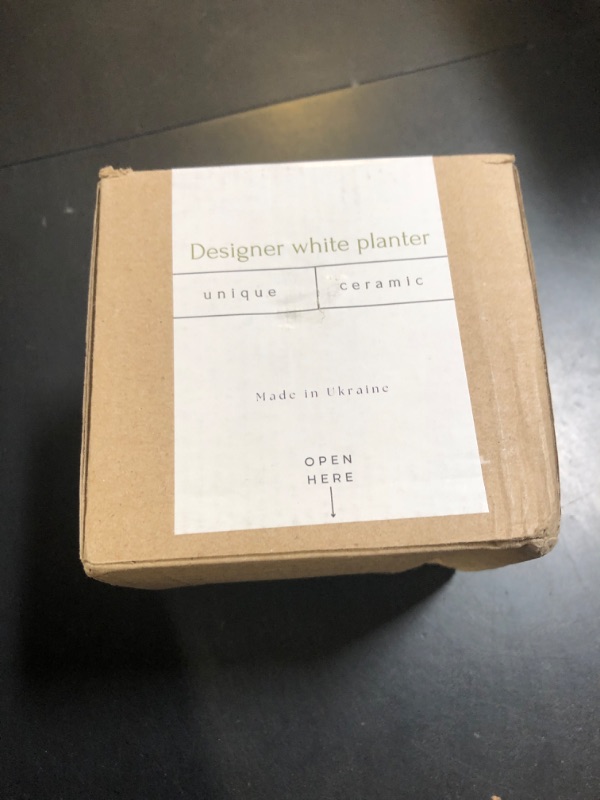 Designer white planter
unique ceramic
Made in Ukraine
OPEN
HERE